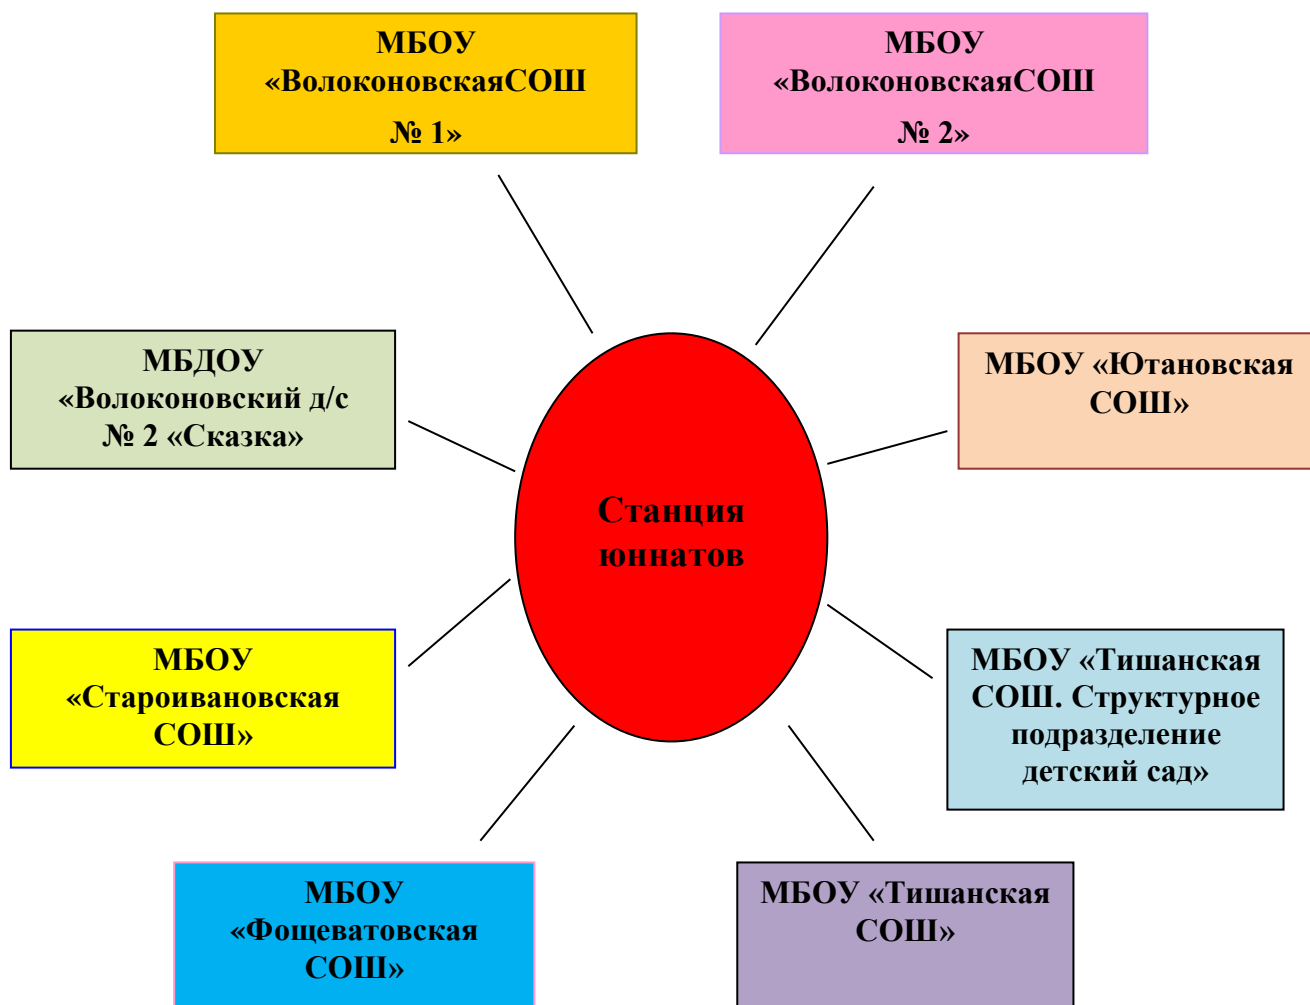 МБОУ
«ВолоконовскаяСОШ
№ 1»
МБОУ
«ВолоконовскаяСОШ
№ 2»
МБДОУ
«Волоконовский д/с
№ 2 «Сказка»
МБОУ «Ютановская
СОШ»
Станция
юннатов
МБОУ
«Староивановская
СОШ»
МБОУ «Тишанская
СОШ. Структурное
подразделение
детский сад»
МБОУ
«Фощеватовская
СОШ»
МБОУ «Тишанская
СОШ»